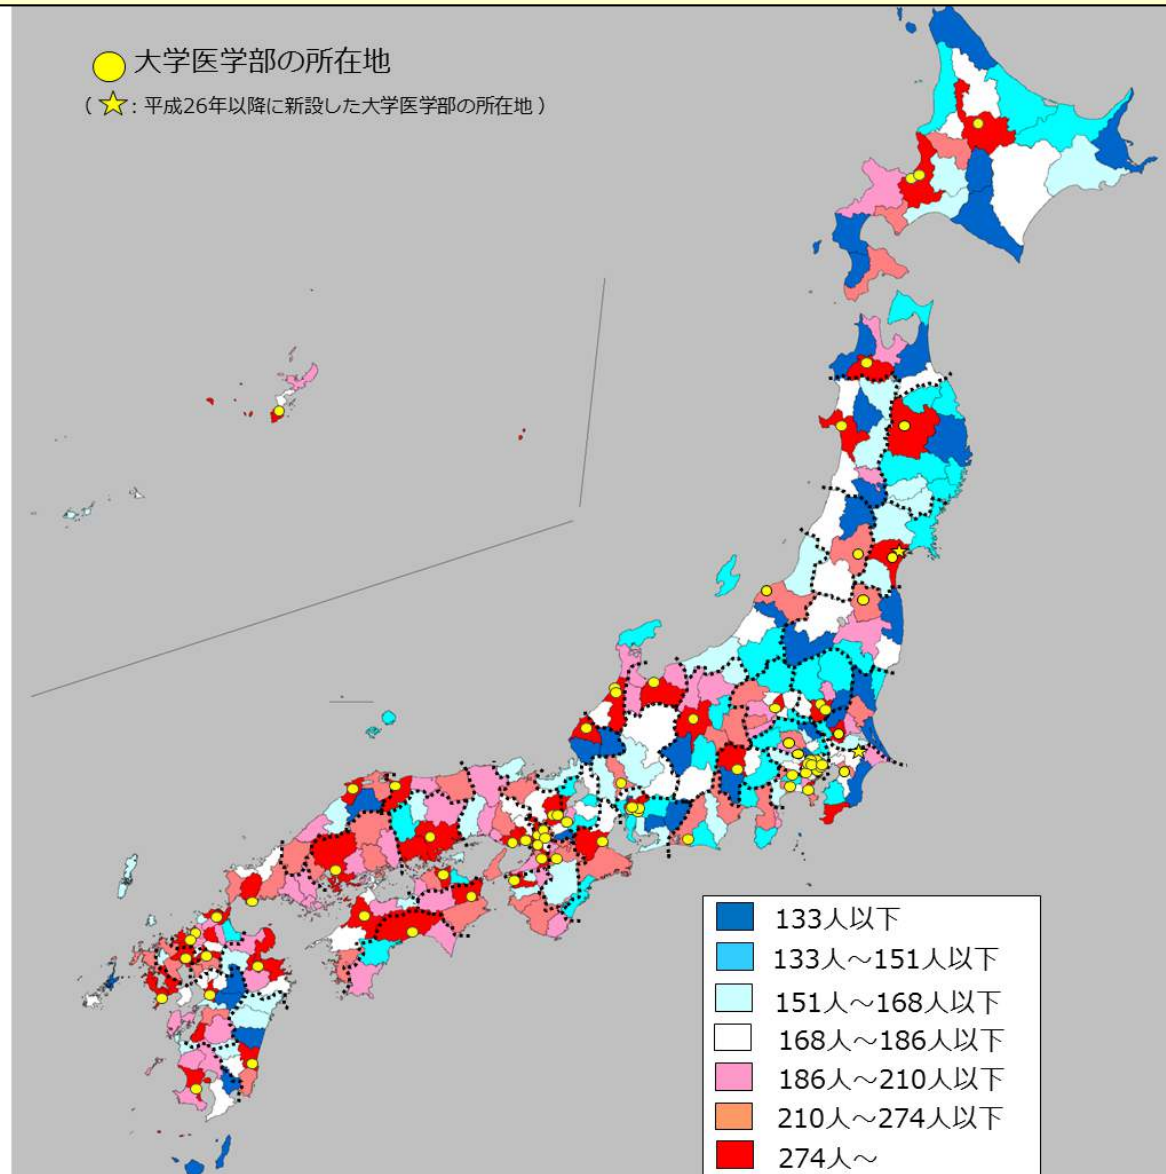 大学医学部の所在地
（ ☆ : 平成26年以降に新設した大学医学部の所在地 ）
133人以下
133人～151人以下
151人～168人以下
168人～186人以下
186人～210人以下
210人～274人以下
274人～